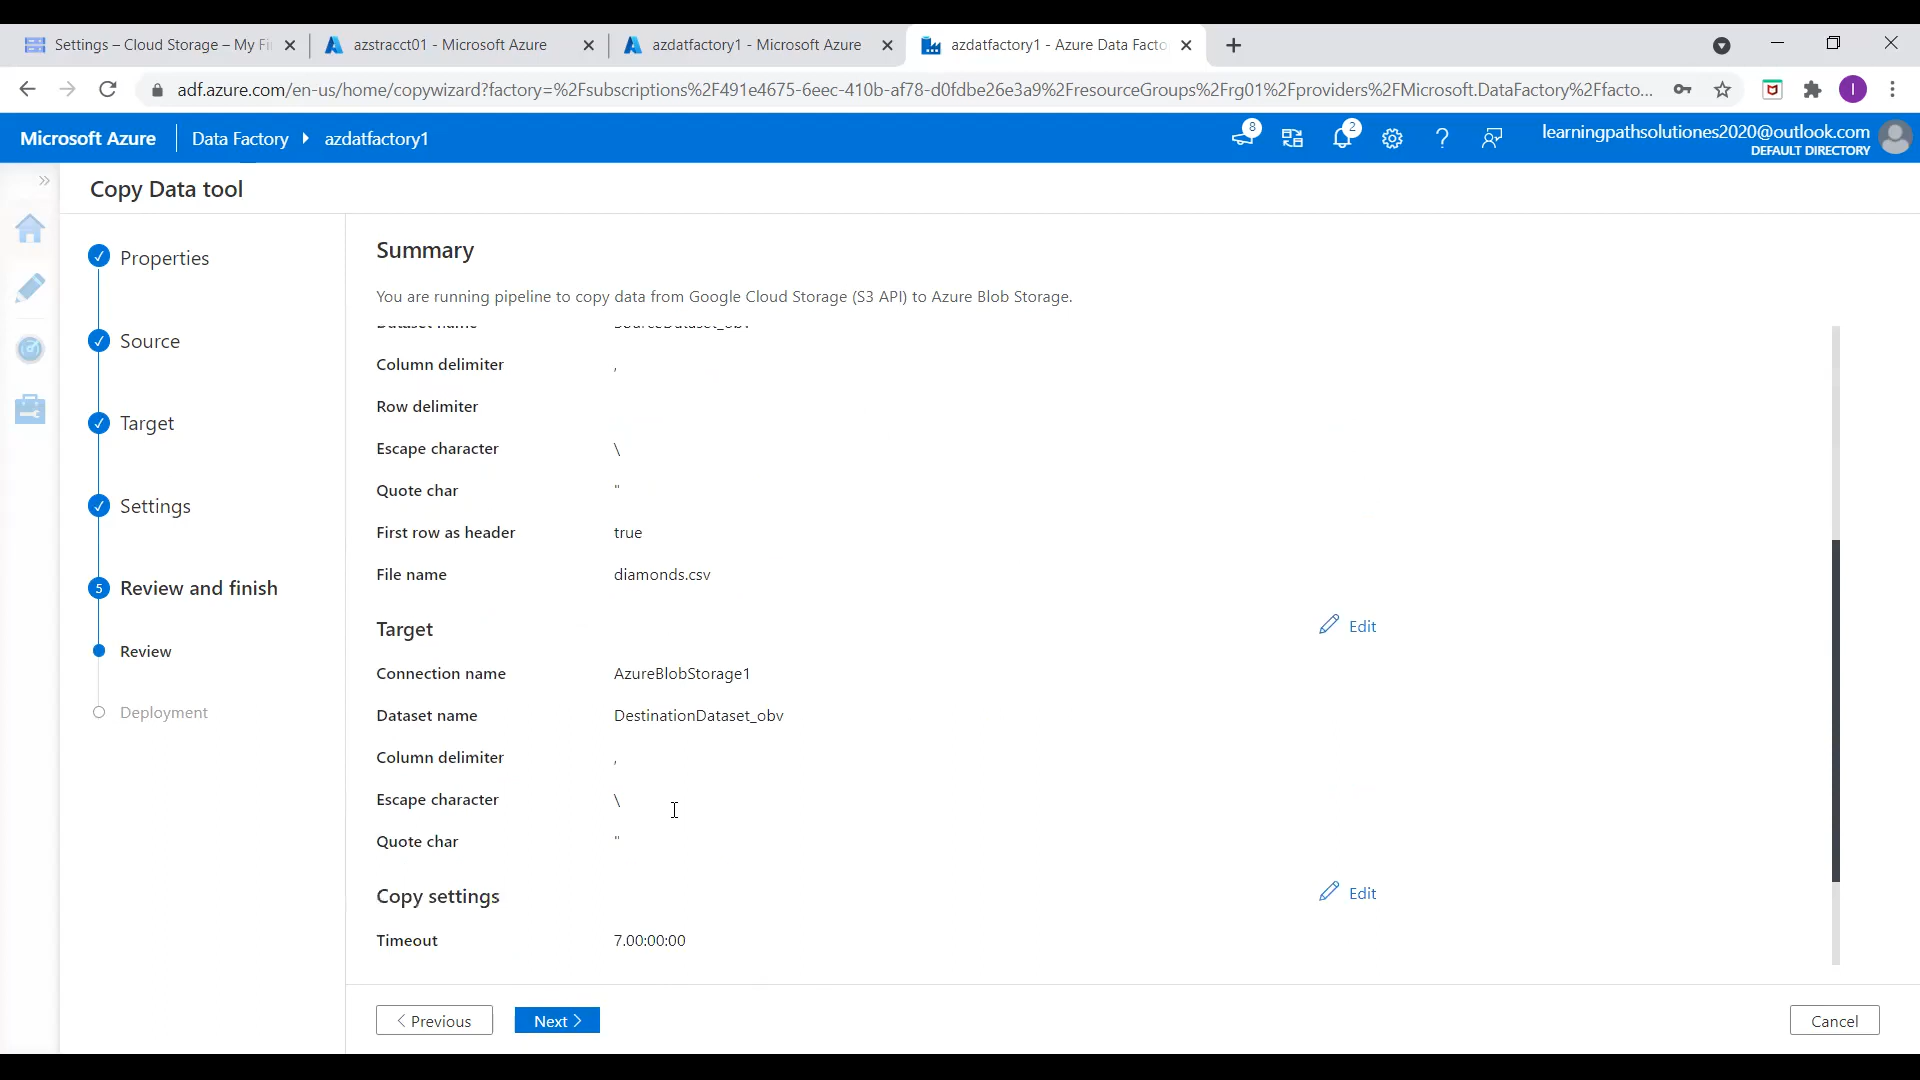 Settings – Cloud Storage – My Fi
azstracct01 - Microsoft Azure
azdatfactory1 - Microsoft Azure
azdatfactory1 - Azure Data Facto
adf.azure.com/en-us/home/copywizard?factory=%2Fsubscriptions%2F491e4675-6eec-410b-af78-d0fdbe26e3a9%2FresourceGroups%2Frg01%2Fproviders%2FMicrosoft.DataFactory%2Ffacto...
I
Microsoft Azure
Data Factory
azdatfactory1
8
2
learningpathsolutiones2020@outlook.com
DEFAULT DIRECTORY
Copy Data tool
Properties
Source
Target
Settings
5
Review and finish
Review
Deployment
Summary
You are running pipeline to copy data from Google Cloud Storage (S3 API) to Azure Blob Storage.
Dataset name SourceDataset_obv
Column delimiter ,
Row delimiter
Escape character \
Quote char "
First row as header true
File name diamonds.csv
Target Edit
Connection name AzureBlobStorage1
Dataset name DestinationDataset_obv
Column delimiter ,
Escape character \
Quote char "
Copy settings Edit
Timeout 7.00:00:00
< Previous
Next >
Cancel